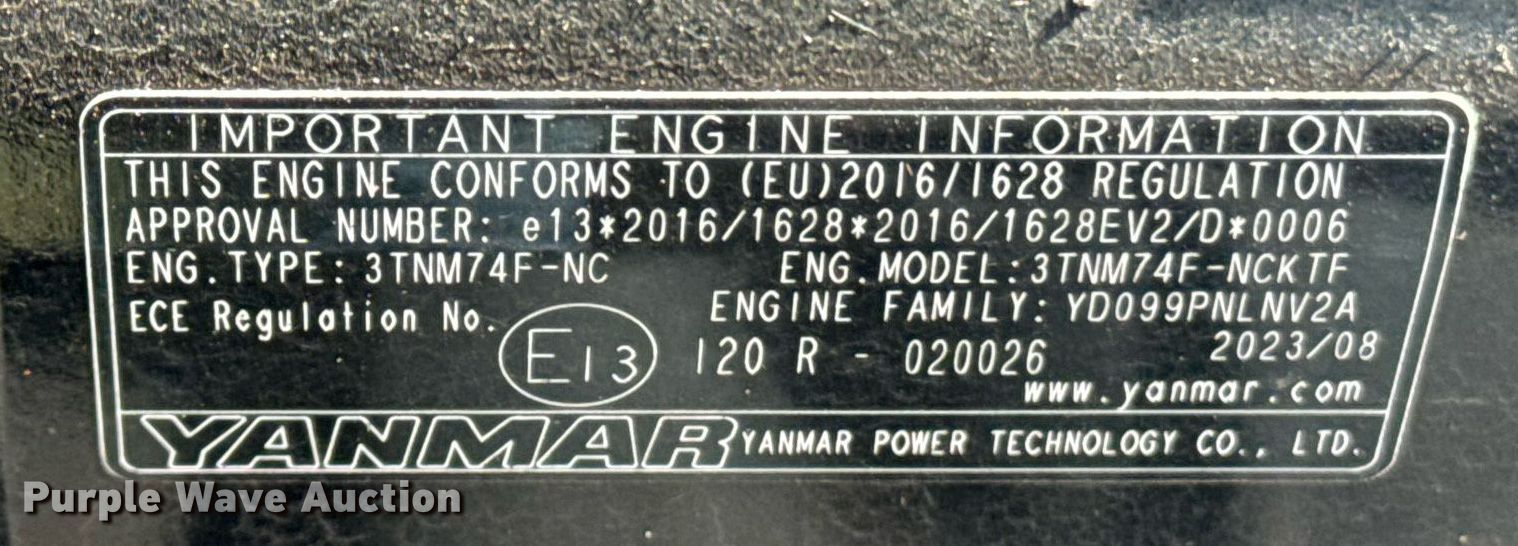 IMPORTANT ENGINE INFORMATION
THIS ENGINE CONFORMS TO (EU)2016/1628 REGULATION
APPROVAL NUMBER: e13*2016/1628*2016/1628EV2/D*0006
ENG.TYPE: 3TNM74F-NC ENG.MODEL:3TNM74F-NCKTF
ECE Regulation No. ENGINE FAMILY: YD099PNLNV2A
E13 120 R - 020026 2023/08
www.yanmar.com
YANMAR YANMAR POWER TECHNOLOGY CO., LTD.
Purple Wave Auction